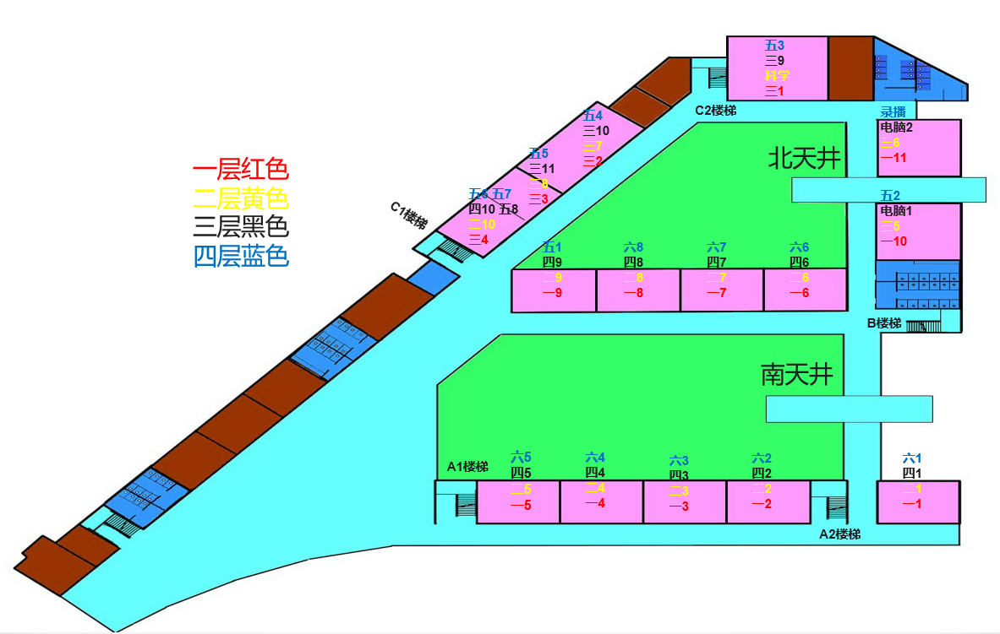 五3
三9
科学
三1
C2楼梯
录播
电脑2
三6
一11
五4
三10
三7
三2
北天井
五5
三11
三8
三3
一层红色
二层黄色
三层黑色
四层蓝色
五6 五7
四10 五8
二10
三4
C1楼梯
五2
电脑1
三5
一10
五1 六8 六7 六6
四9 四8 四7 四6
二9 二8 二7 二6
一9 一8 一7 一6
B楼梯
南天井
A1楼梯
六5 六4 六3 六2 六1
四5 四4 四3 四2 四1
二5 二4 二3 二2 二1
一5 一4 一3 一2 一1
A2楼梯